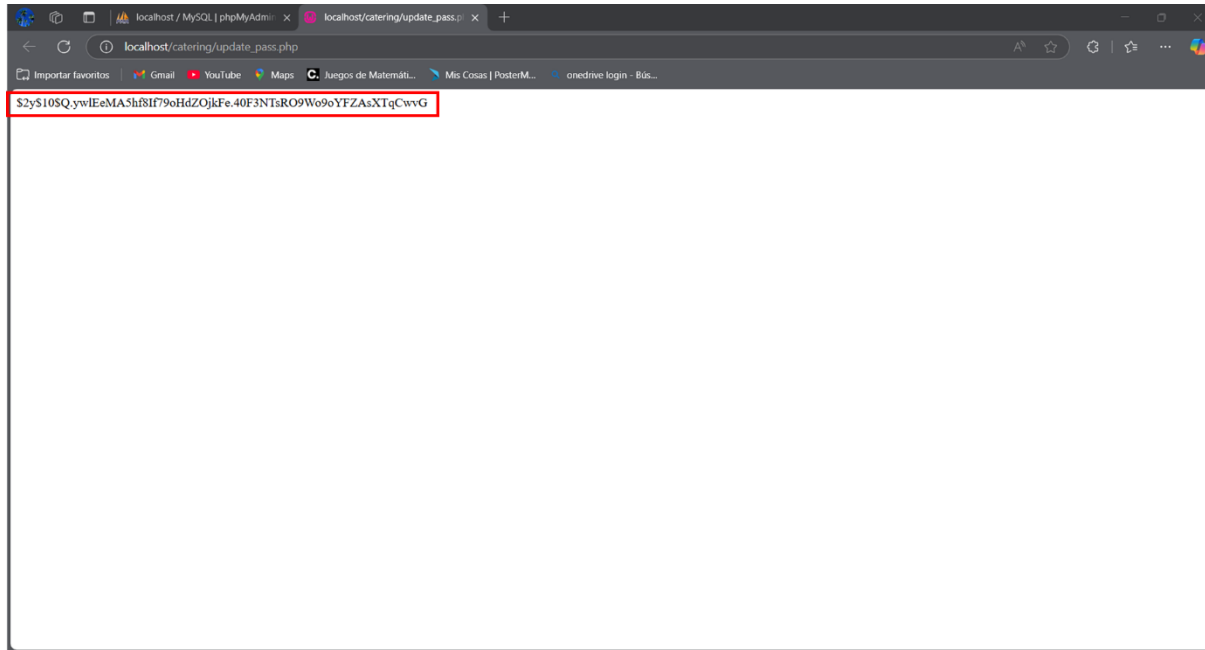 localhost / MySQL | phpMyAdmin
localhost/catering/update_pass.p
localhost/catering/update_pass.php
Importar favoritos
Gmail
YouTube
Maps
Juegos de Matemáti...
Mis Cosas | PosterM...
onedrive login - Bús...
$2y$10$Q.ywlEeMA5hf8If79oHdZOjkFe.40F3NTsRO9Wo9oYFZAsXTqCwvG